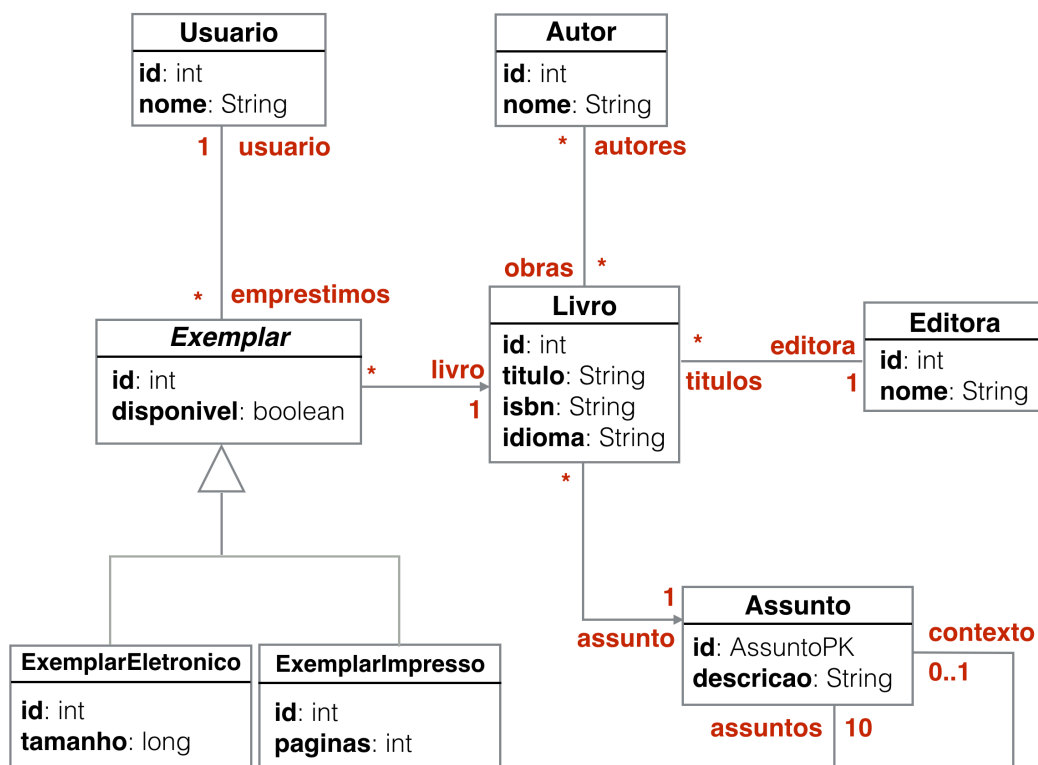 Usuario
id: int
nome: String
1 usuario
* emprestimos
Autor
id: int
nome: String
* autores
obras *
Exemplar
id: int
disponivel: boolean
* livro
1
Livro
id: int
titulo: String
isbn: String
idioma: String
* editora
titulos 1
Editora
id: int
nome: String
*
1
assunto
Assunto
id: AssuntoPK
descricao: String
contexto
0..1
assuntos 10
ExemplarEletronico
id: int
tamanho: long
ExemplarImpresso
id: int
paginas: int